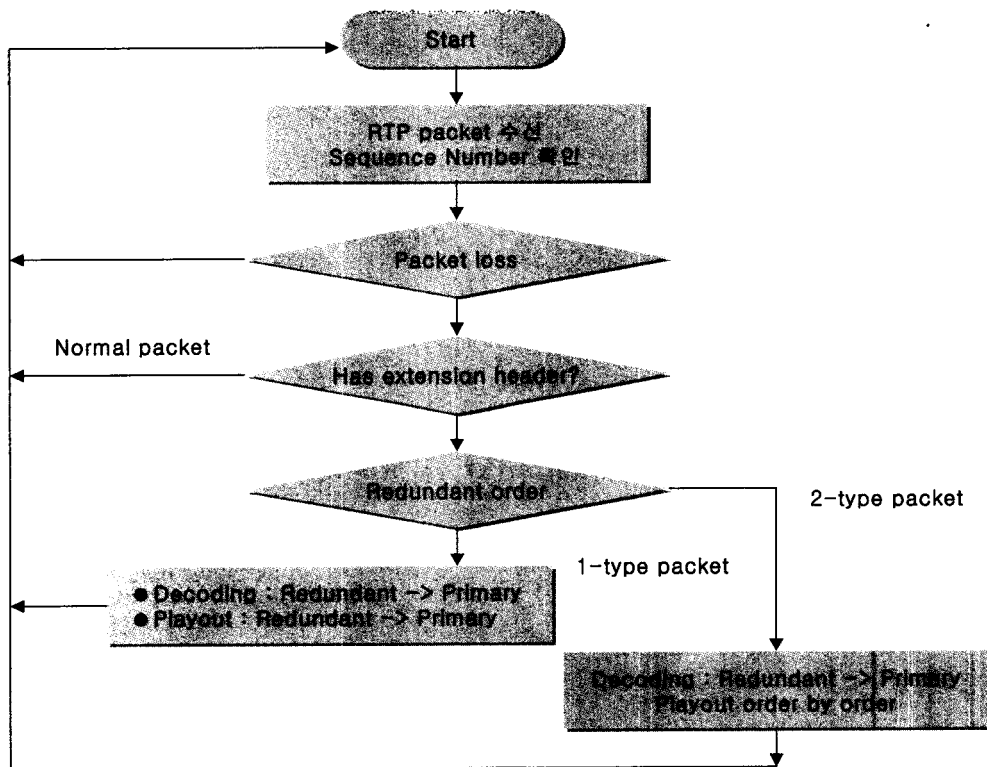 Start
RTP packet 수신
Sequence Number 확인
Packet loss
Normal packet
Has extension header?
Redundant order
2-type packet
1-type packet
● Decoding : Redundant -> Primary
● Playout : Redundant -> Primary
Decoding : Redundant -> Primary
Playout order by order